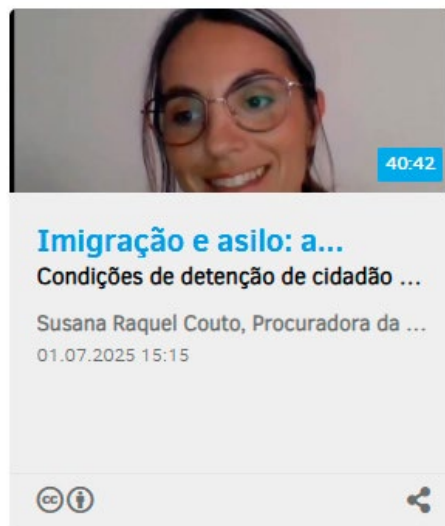 40:42
Imigração e asilo: a...
Condições de detenção de cidadão ...
Susana Raquel Couto, Procuradora da ...
01.07.2025 15:15
cc